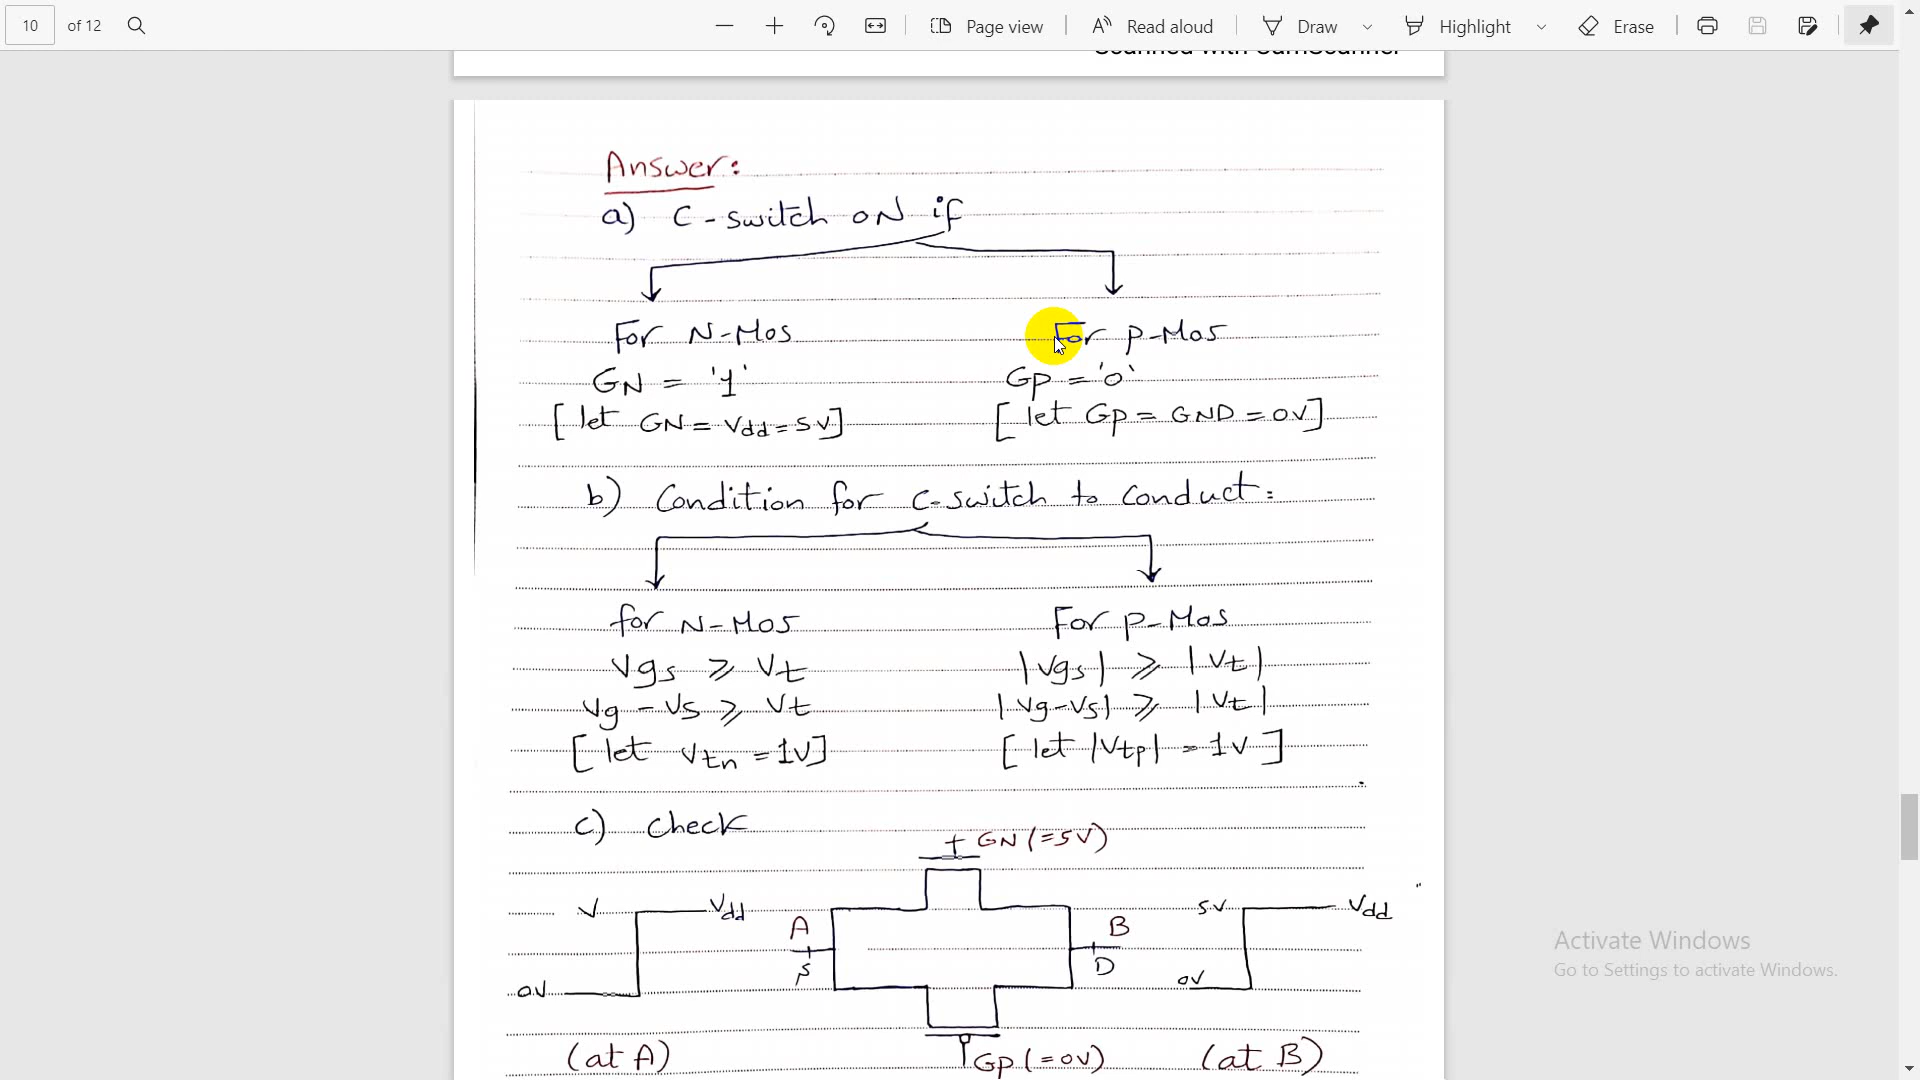 10 of 12 Page view Read aloud Draw Highlight Erase
Scanned with CamScanner
Answer:
a) C-switch ON if
For N-Mos
For P-Mos
GN = '1'
Gp = '0'
[let GN = Vdd = 5V]
[let Gp = GND = 0V]
b) Condition for C-switch to conduct:
for N-Mos
For P-Mos
Vgs ⩾ Vt
|Vgs| ⩾ |Vt|
Vg - Vs ⩾ Vt
|Vg-Vs| ⩾ |Vt|
[let Vtn = 1V]
[let |Vtp| = 1V]
c) Check
GN (=5V)
V
Vdd
A
B
5V
Vdd
S
D
0V
0V
(at A)
Gp (=0V)
(at B)
Activate Windows
Go to Settings to activate Windows.